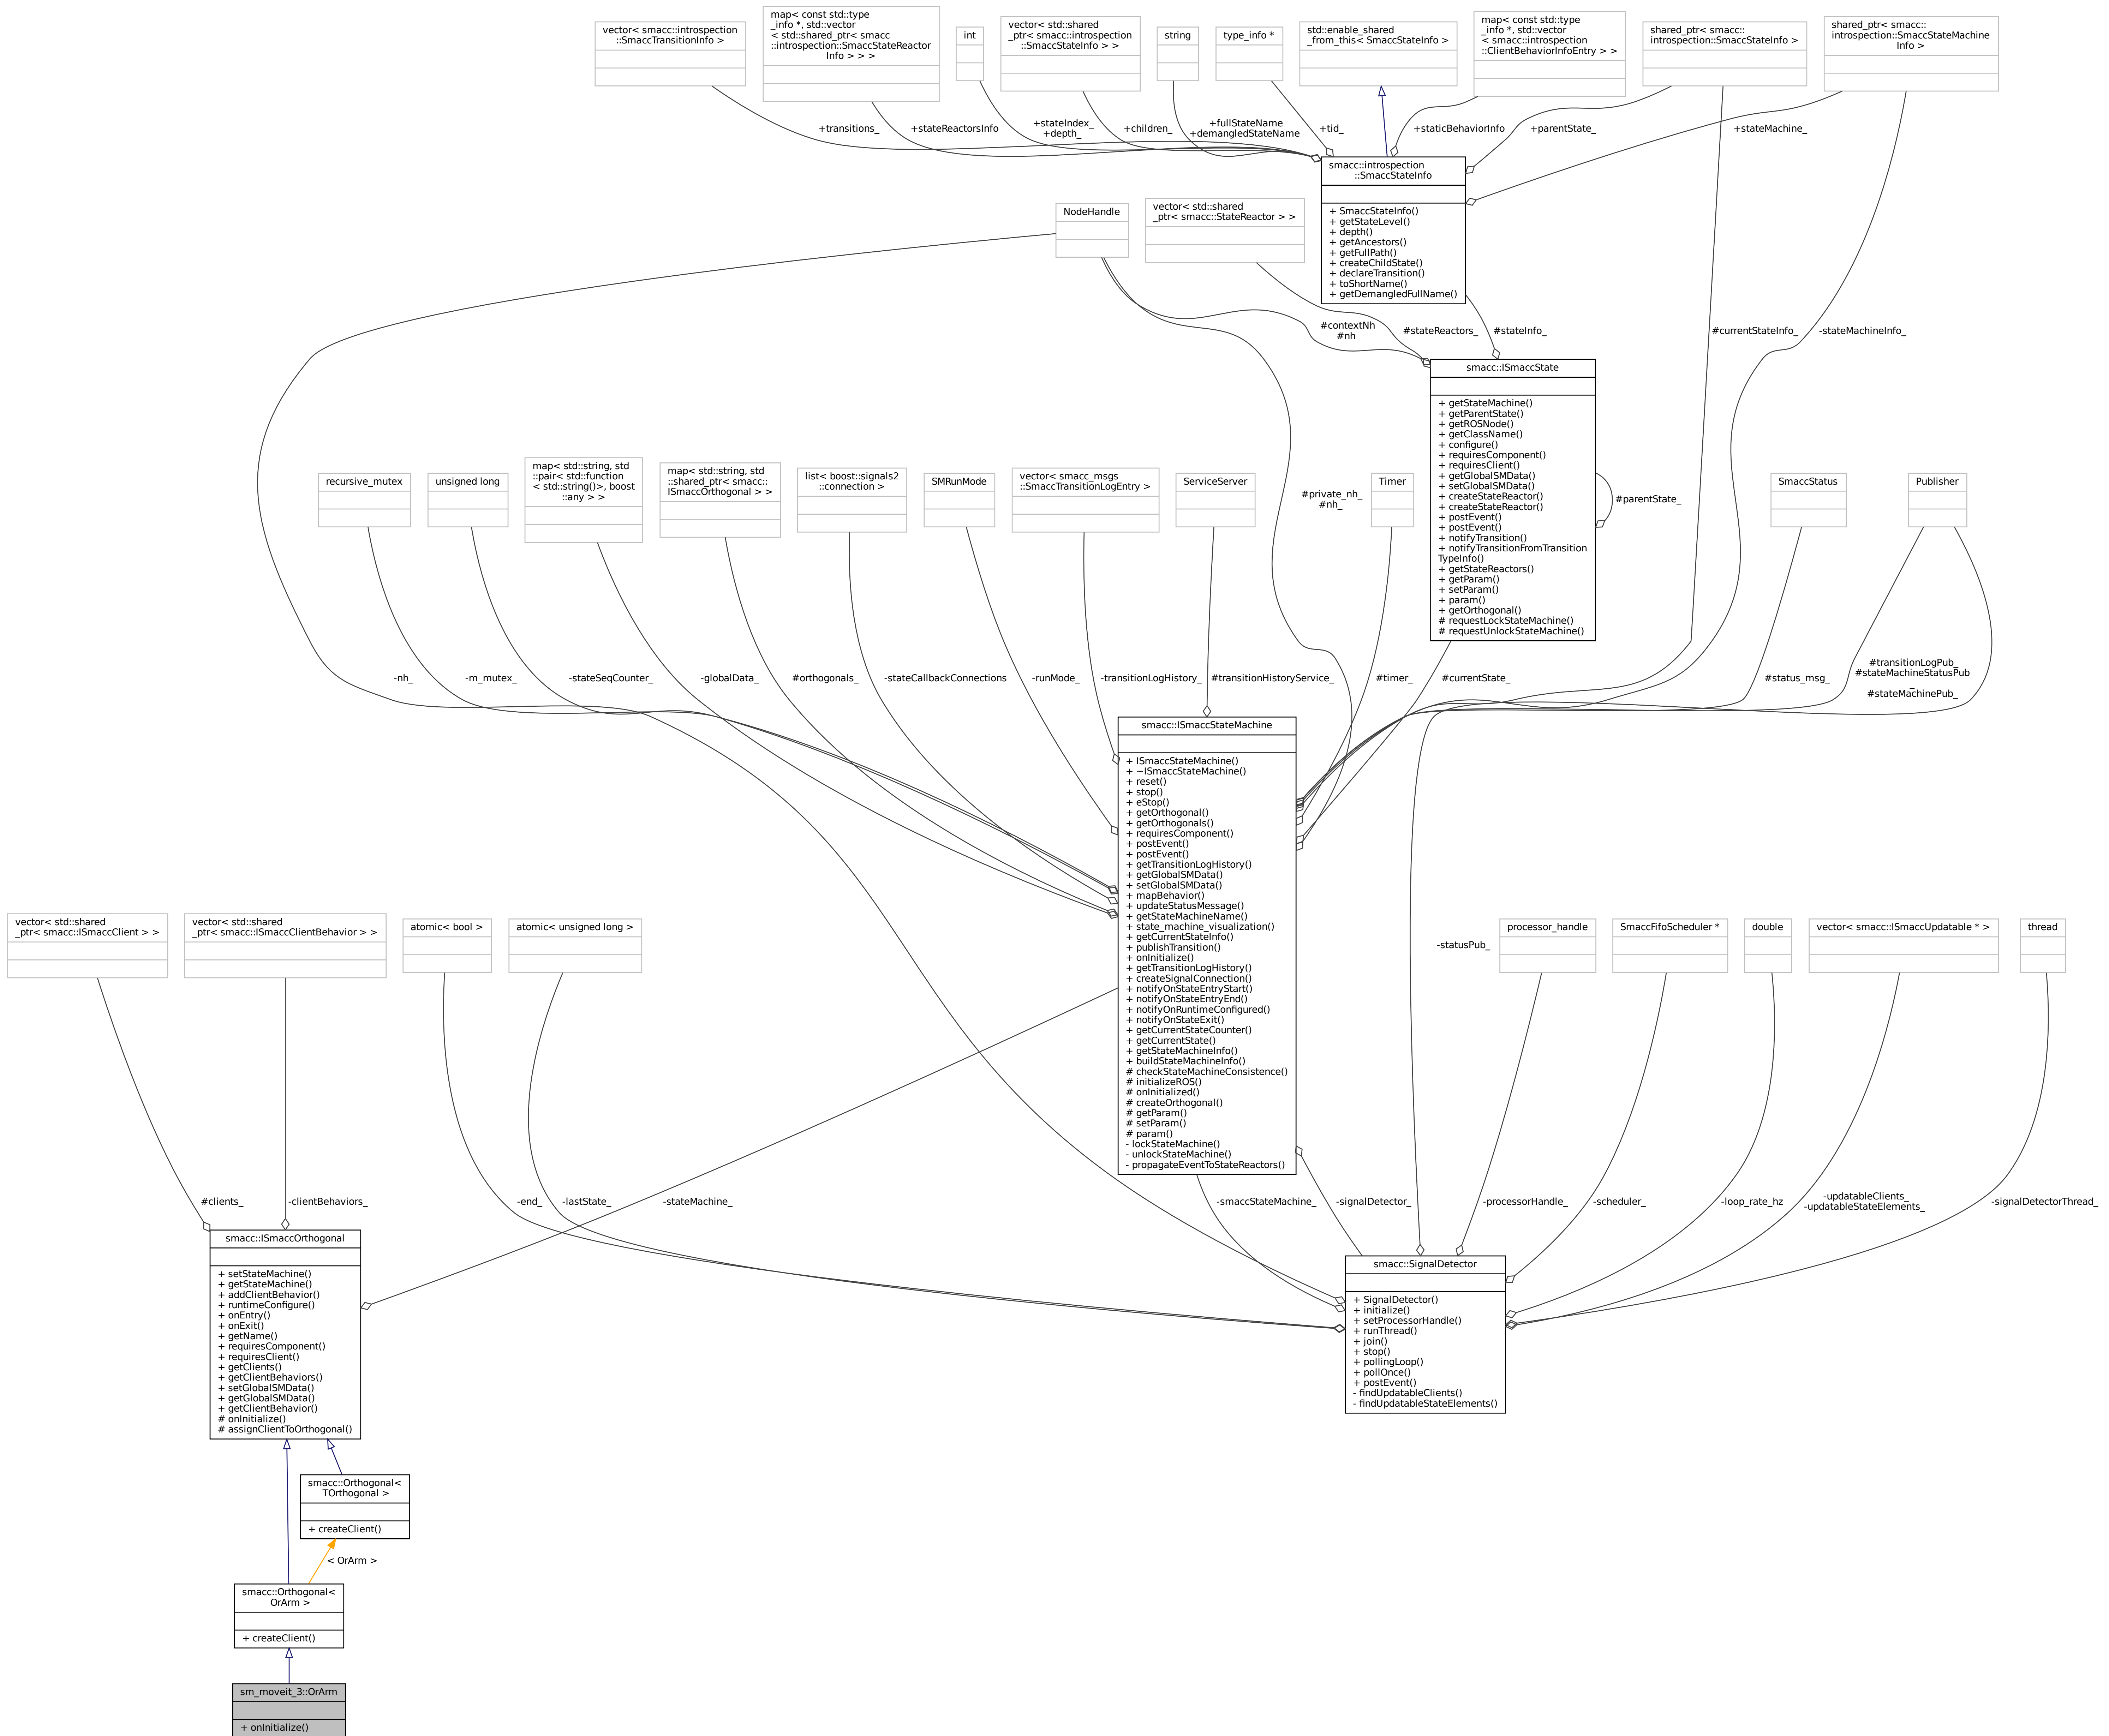 vector< smacc::introspection
::SmaccTransitionInfo >
map< const std::type
_info *, std::vector
< std::shared_ptr< smacc
::introspection::SmaccStateReactor
Info > > >
int
vector< std::shared
_ptr< smacc::introspection
::SmaccStateInfo > >
string
type_info *
std::enable_shared
_from_this< SmaccStateInfo >
map< const std::type
_info *, std::vector
< smacc::introspection
::ClientBehaviorInfoEntry > >
shared_ptr< smacc::
introspection::SmaccStateInfo >
shared_ptr< smacc::
introspection::SmaccStateMachine
Info >
+transitions_
+stateReactorsInfo
+stateIndex_
+depth_
+children_
+fullStateName
+demangledStateName
+tid_
+staticBehaviorInfo
+parentState_
+stateMachine_
smacc::introspection
::SmaccStateInfo
+ SmaccStateInfo()
+ getStateLevel()
+ depth()
+ getAncestors()
+ getFullPath()
+ createChildState()
+ declareTransition()
+ toShortName()
+ getDemangledFullName()
NodeHandle
vector< std::shared
_ptr< smacc::StateReactor > >
#contextNh
#nh
#stateReactors_
#stateInfo_
#currentStateInfo_
-stateMachineInfo_
smacc::ISmaccState
+ getStateMachine()
+ getParentState()
+ getROSNode()
+ getClassName()
+ configure()
+ requiresComponent()
+ requiresClient()
+ getGlobalSMData()
+ setGlobalSMData()
+ createStateReactor()
+ createStateReactor()
+ postEvent()
+ postEvent()
+ notifyTransition()
+ notifyTransitionFromTransition
TypeInfo()
+ getStateReactors()
+ getParam()
+ setParam()
+ param()
+ getOrthogonal()
# requestLockStateMachine()
# requestUnlockStateMachine()
#parentState_
recursive_mutex
unsigned long
map< std::string, std
::pair< std::function
< std::string()>, boost
::any > >
map< std::string, std
::shared_ptr< smacc::
ISmaccOrthogonal > >
list< boost::signals2
::connection >
SMRunMode
vector< smacc_msgs
::SmaccTransitionLogEntry >
ServiceServer
#private_nh_
#nh_
Timer
SmaccStatus
Publisher
-nh_
-m_mutex_
-stateSeqCounter_
-globalData_
#orthogonals_
-stateCallbackConnections
-runMode_
-transitionLogHistory_
#transitionHistoryService_
#timer_
#currentState_
#status_msg_
#transitionLogPub_
#stateMachineStatusPub
_
#stateMachinePub_
smacc::ISmaccStateMachine
+ ISmaccStateMachine()
+ ~ISmaccStateMachine()
+ reset()
+ stop()
+ eStop()
+ getOrthogonal()
+ getOrthogonals()
+ requiresComponent()
+ postEvent()
+ postEvent()
+ getTransitionLogHistory()
+ getGlobalSMData()
+ setGlobalSMData()
+ mapBehavior()
+ updateStatusMessage()
+ getStateMachineName()
+ state_machine_visualization()
+ getCurrentStateInfo()
+ publishTransition()
+ onInitialize()
+ getTransitionLogHistory()
+ createSignalConnection()
+ notifyOnStateEntryStart()
+ notifyOnStateEntryEnd()
+ notifyOnRuntimeConfigured()
+ notifyOnStateExit()
+ getCurrentStateCounter()
+ getCurrentState()
+ getStateMachineInfo()
+ buildStateMachineInfo()
# checkStateMachineConsistence()
# initializeROS()
# onInitialized()
# createOrthogonal()
# getParam()
# setParam()
# param()
- lockStateMachine()
- unlockStateMachine()
- propagateEventToStateReactors()
vector< std::shared
_ptr< smacc::ISmaccClient > >
vector< std::shared
_ptr< smacc::ISmaccClientBehavior > >
atomic< bool >
atomic< unsigned long >
-statusPub_
processor_handle
SmaccFifoScheduler *
double
vector< smacc::ISmaccUpdatable * >
thread
#clients_
-clientBehaviors_
-end_
-lastState_
-stateMachine_
-smaccStateMachine_
-signalDetector_
-processorHandle_
-scheduler_
-loop_rate_hz
-updatableClients_
-updatableStateElements_
-signalDetectorThread_
smacc::ISmaccOrthogonal
+ setStateMachine()
+ getStateMachine()
+ addClientBehavior()
+ runtimeConfigure()
+ onEntry()
+ onExit()
+ getName()
+ requiresComponent()
+ requiresClient()
+ getClients()
+ getClientBehaviors()
+ setGlobalSMData()
+ getGlobalSMData()
+ getClientBehavior()
# onInitialize()
# assignClientToOrthogonal()
smacc::SignalDetector
+ SignalDetector()
+ initialize()
+ setProcessorHandle()
+ runThread()
+ join()
+ stop()
+ pollingLoop()
+ pollOnce()
+ postEvent()
- findUpdatableClients()
- findUpdatableStateElements()
smacc::Orthogonal<
TOrthogonal >
+ createClient()
< OrArm >
smacc::Orthogonal<
OrArm >
+ createClient()
sm_moveit_3::OrArm
+ onInitialize()